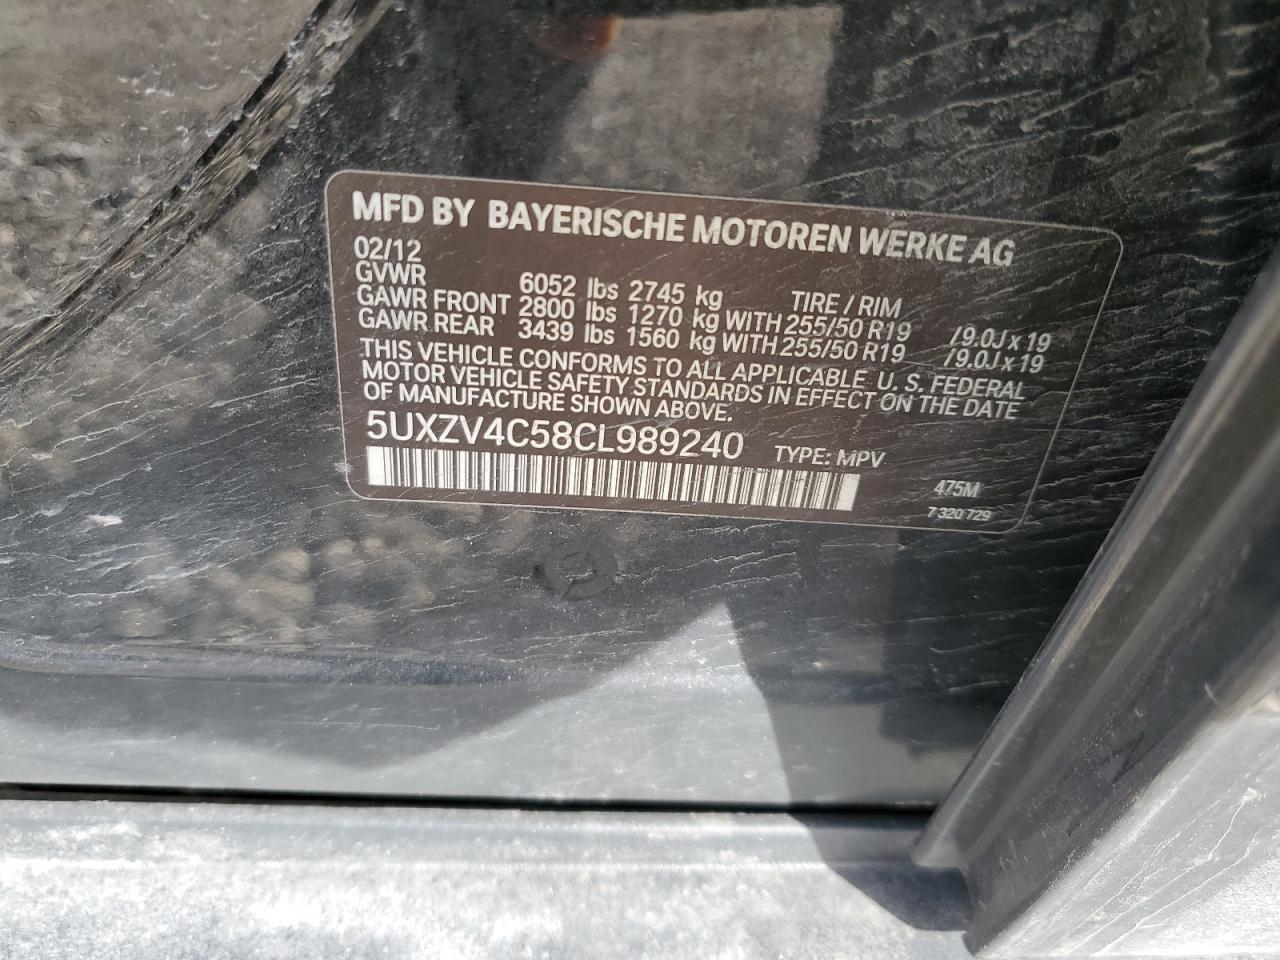 MFD BY BAYERISCHE MOTOREN WERKE AG
02/12
GVWR 6052 lbs 2745 kg TIRE / RIM
GAWR FRONT 2800 lbs 1270 kg WITH 255/50 R19 /9.0J x 19
GAWR REAR 3439 lbs 1560 kg WITH 255/50 R19 /9.0J x 19
THIS VEHICLE CONFORMS TO ALL APPLICABLE U. S. FEDERAL
MOTOR VEHICLE SAFETY STANDARDS IN EFFECT ON THE DATE
OF MANUFACTURE SHOWN ABOVE.
5UXZV4C58CL989240 TYPE: MPV
475M
7 320 729